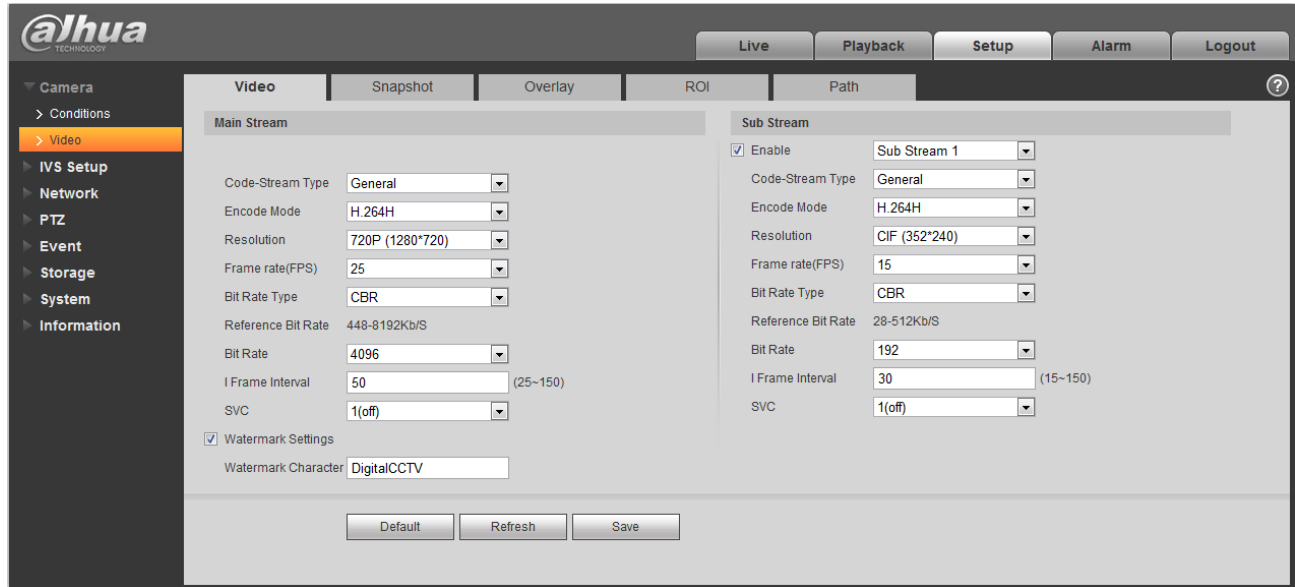 alhua
TECHNOLOGY
Live Playback Setup Alarm Logout
Camera
Conditions
Video
IVS Setup
Network
PTZ
Event
Storage
System
Information
Video Snapshot Overlay ROI Path ?
Main Stream
Code-Stream Type General
Encode Mode H.264H
Resolution 720P (1280*720)
Frame rate(FPS) 25
Bit Rate Type CBR
Reference Bit Rate 448-8192Kb/S
Bit Rate 4096
I Frame Interval 50 (25~150)
SVC 1(off)
Watermark Settings
Watermark Character DigitalCCTV
Sub Stream
Enable Sub Stream 1
Code-Stream Type General
Encode Mode H.264H
Resolution CIF (352*240)
Frame rate(FPS) 15
Bit Rate Type CBR
Reference Bit Rate 28-512Kb/S
Bit Rate 192
I Frame Interval 30 (15~150)
SVC 1(off)
Default Refresh Save